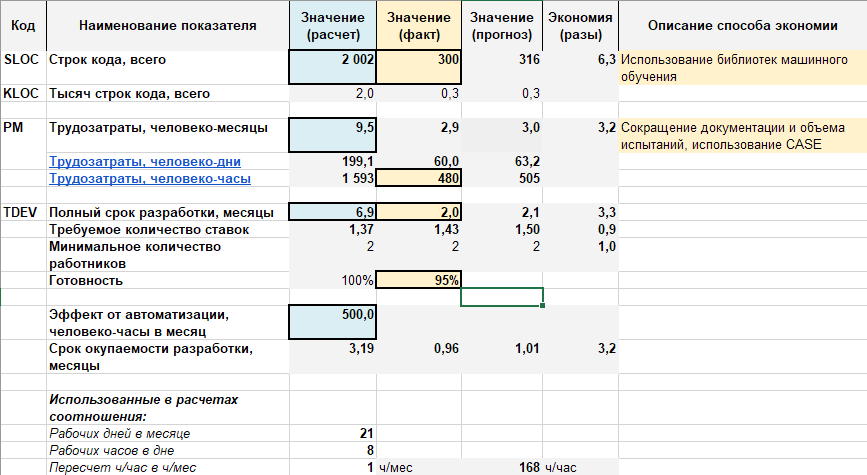 Код Наименование показателя Значение (расчет) Значение (факт) Значение (прогноз) Экономия (разы) Описание способа экономии
SLOC Строк кода, всего 2 002 300 316 6,3 Использование библиотек машинного
обучения
KLOC Тысяч строк кода, всего 2,0 0,3 0,3
PM Трудозатраты, человеко-месяцы 9,5 2,9 3,0 3,2 Сокращение документации и объема
испытаний, использование CASE
Трудозатраты, человеко-дни 199,1 60,0 63,2
Трудозатраты, человеко-часы 1 593 480 505
TDEV Полный срок разработки, месяцы 6,9 2,0 2,1 3,3
Требуемое количество ставок 1,37 1,43 1,50 0,9
Минимальное количество 2 2 2 1,0
работников
Готовность 100% 95%
Эффект от автоматизации, 500,0
человеко-часы в месяц
Срок окупаемости разработки, 3,19 0,96 1,01 3,2
месяцы
Использованные в расчетах
соотношения:
Рабочих дней в месяце 21
Рабочих часов в дне 8
Пересчет ч/час в ч/мес 1 ч/мес 168 ч/час